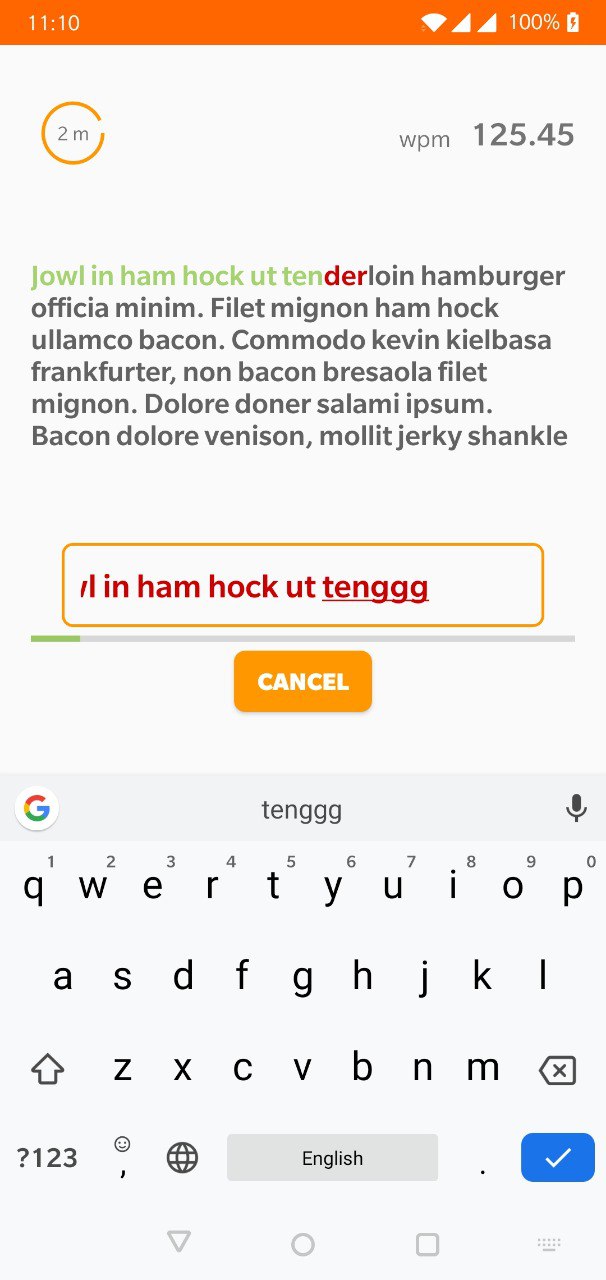 11:10 100%
2 m wpm 125.45
Jowl in ham hock ut tenderloin hamburger
officia minim. Filet mignon ham hock
ullamco bacon. Commodo kevin kielbasa
frankfurter, non bacon bresaola filet
mignon. Dolore doner salami ipsum.
Bacon dolore venison, mollit jerky shankle
wl in ham hock ut tenggg
CANCEL
G tenggg
1 2 3 4 5 6 7 8 9 0
q w e r t y u i o p
a s d f g h j k l
z x c v b n m
?123 , English .